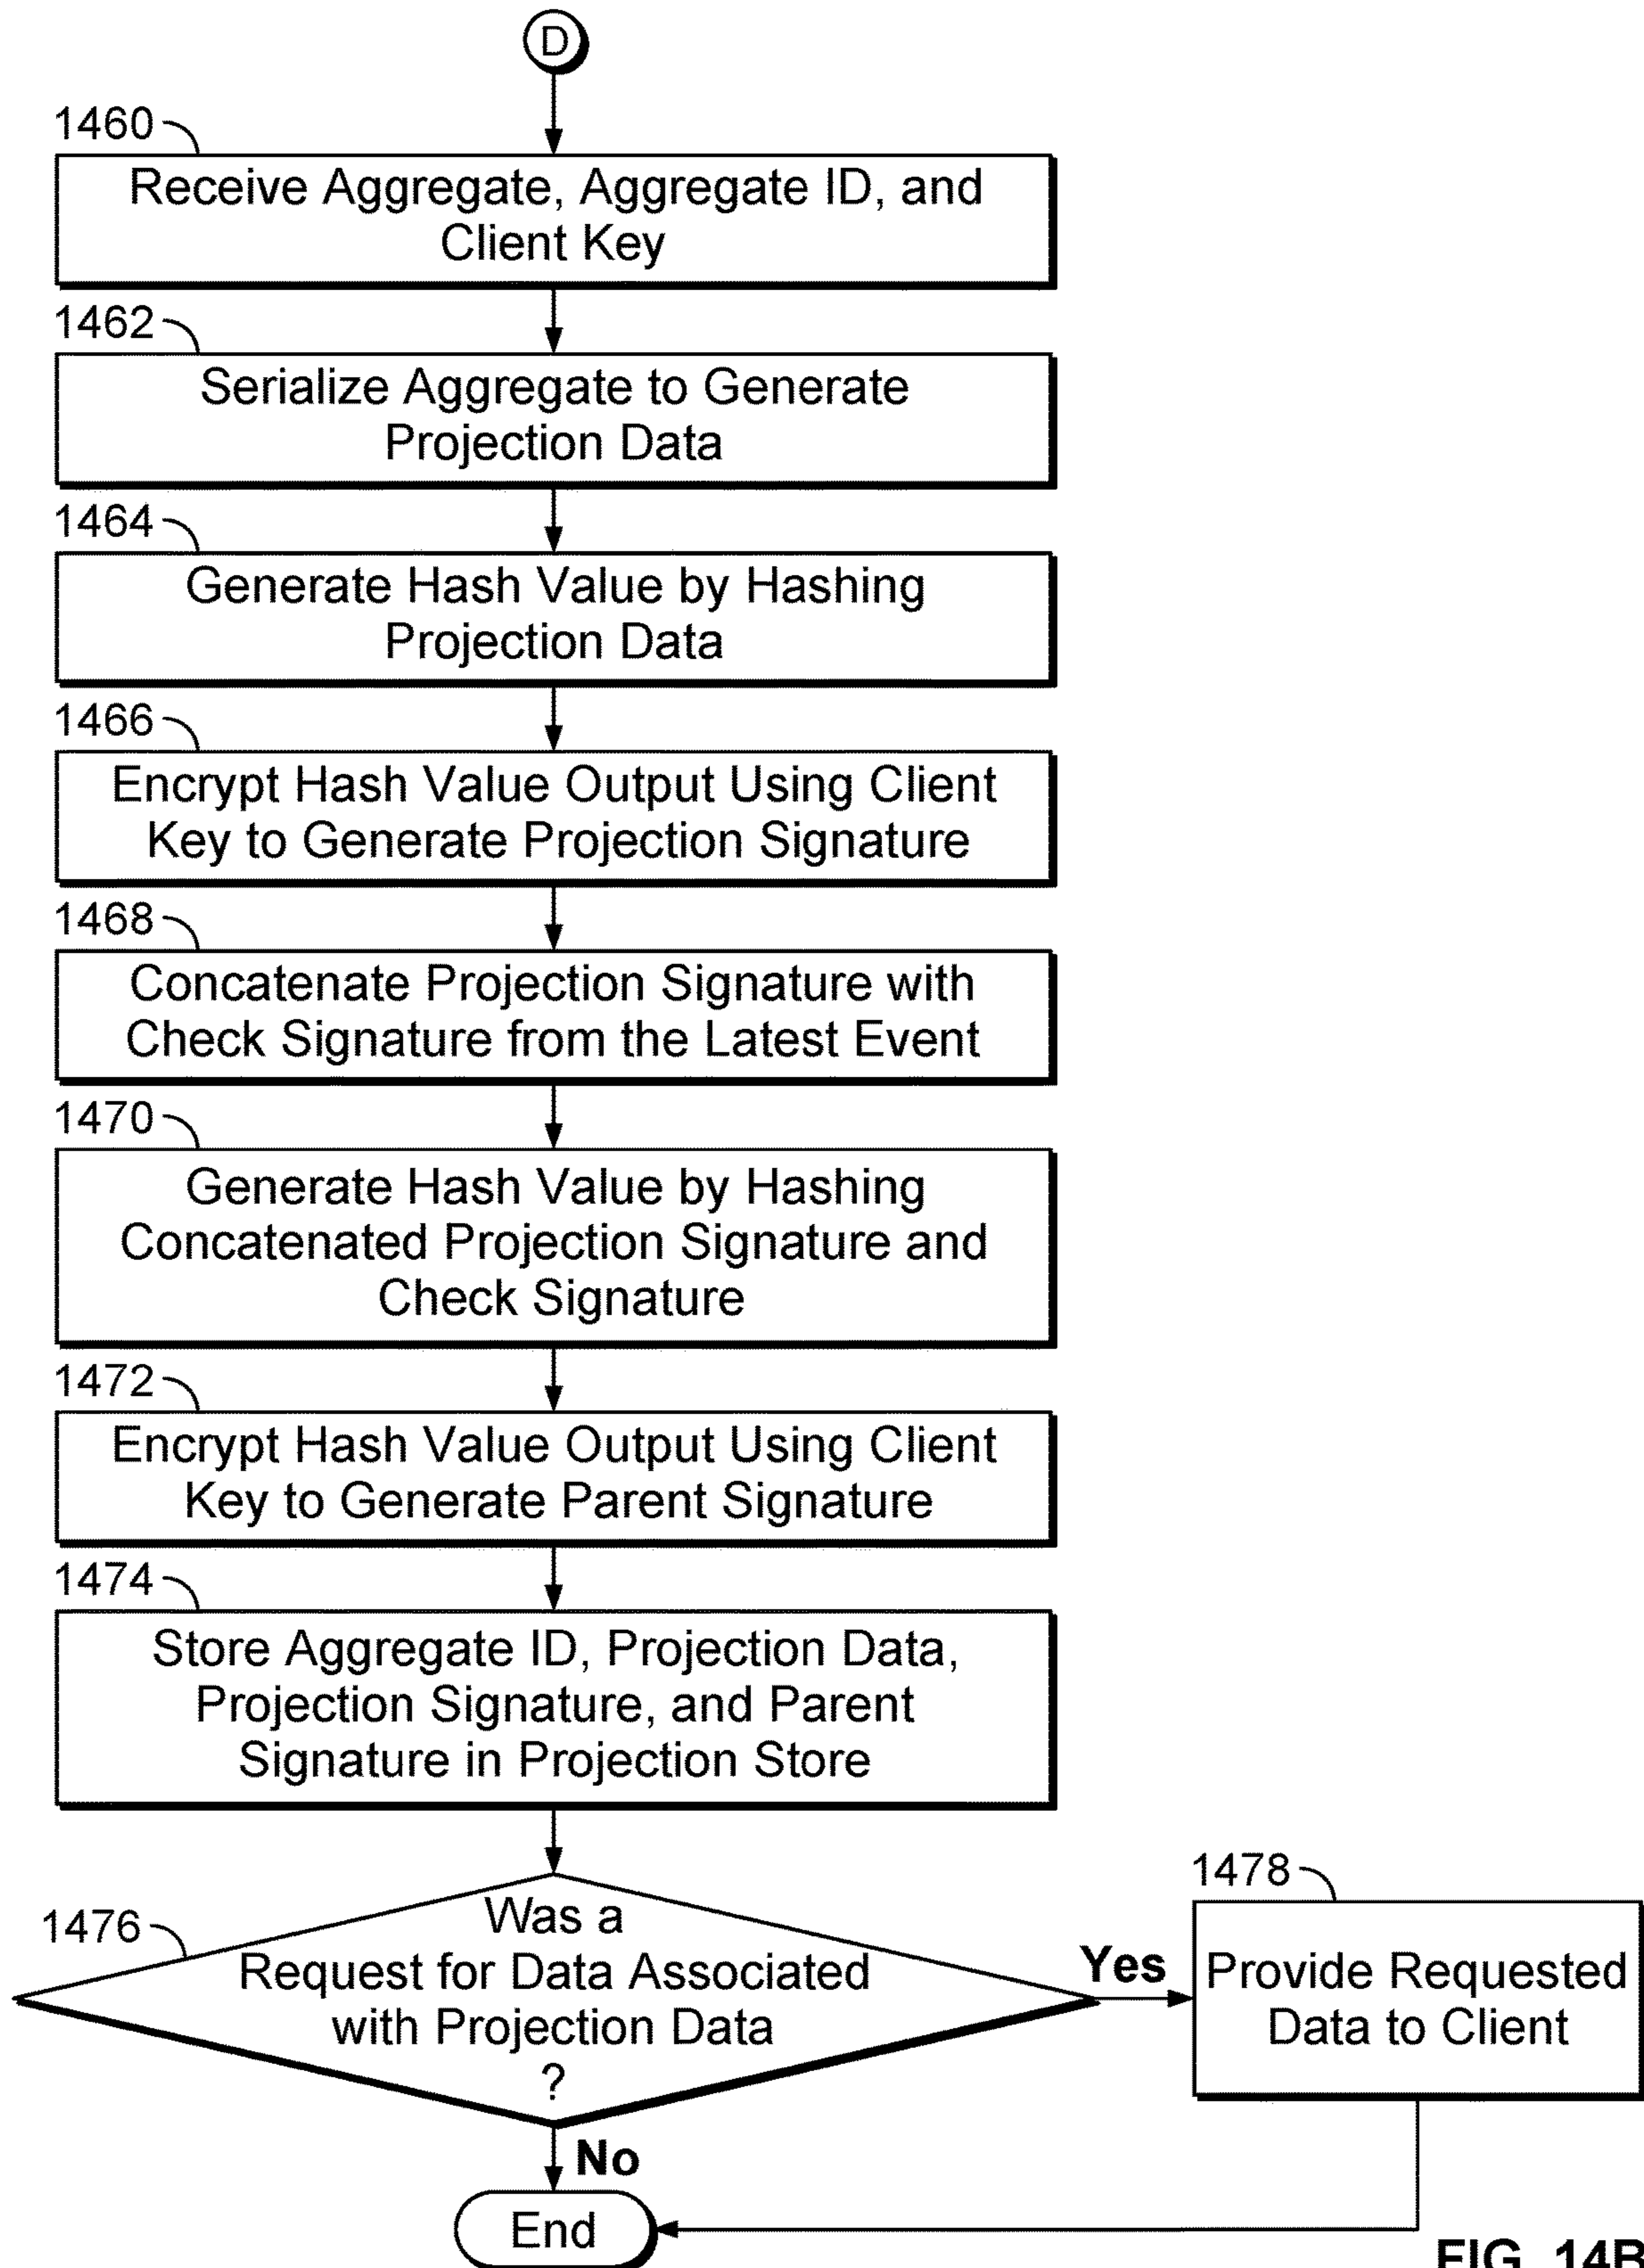 D
1460
Receive Aggregate, Aggregate ID, and
Client Key
1462
Serialize Aggregate to Generate
Projection Data
1464
Generate Hash Value by Hashing
Projection Data
1466
Encrypt Hash Value Output Using Client
Key to Generate Projection Signature
1468
Concatenate Projection Signature with
Check Signature from the Latest Event
1470
Generate Hash Value by Hashing
Concatenated Projection Signature and
Check Signature
1472
Encrypt Hash Value Output Using Client
Key to Generate Parent Signature
1474
Store Aggregate ID, Projection Data,
Projection Signature, and Parent
Signature in Projection Store
1476
Was a
Request for Data Associated
with Projection Data
?
Yes
1478
Provide Requested
Data to Client
No
End
FIG. 14B